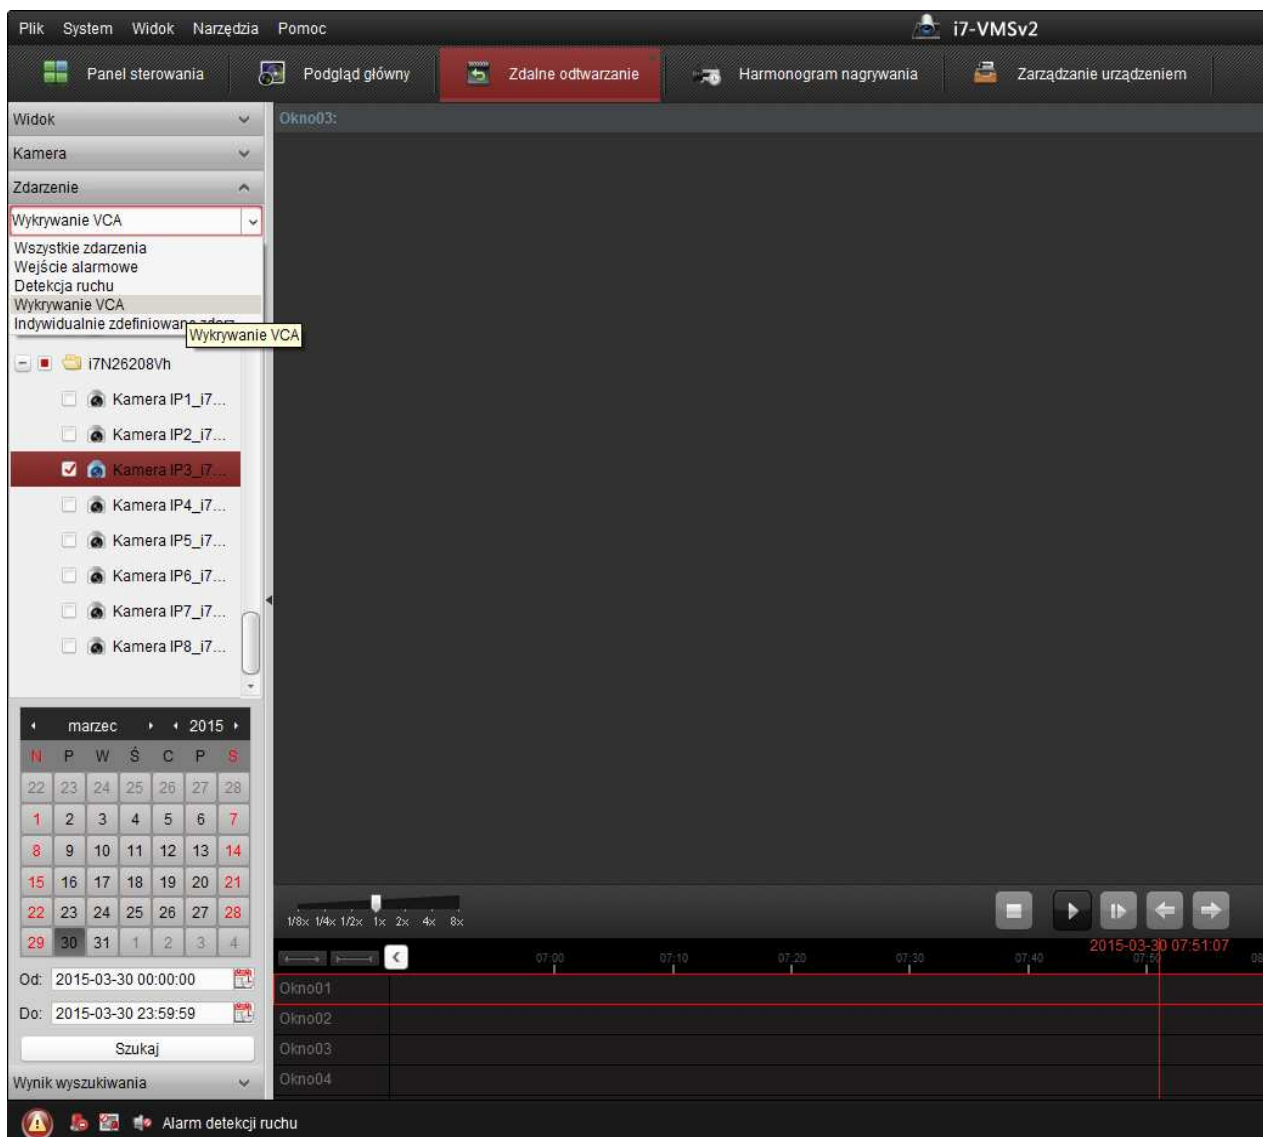 Plik System Widok Narzędzia Pomoc
i7-VMSv2
Panel sterowania
Podgląd główny
Zdalne odtwarzanie
Harmonogram nagrywania
Zarządzanie urządzeniem
Widok
Kamera
Zdarzenie
Wykrywanie VCA
Wszystkie zdarzenia
Wejście alarmowe
Detekcja ruchu
Wykrywanie VCA
Indywidualnie
Wykrywanie VCA
i7N26208Vh
Kamera IP1_i7...
Kamera IP2_i7...
Kamera IP3_i7...
Kamera IP4_i7...
Kamera IP5_i7...
Kamera IP6_i7...
Kamera IP7_i7...
Kamera IP8_i7...
marzec 2015
N P W Ś C P S
22 23 24 25 26 27 28
1 2 3 4 5 6 7
8 9 10 11 12 13 14
15 16 17 18 19 20 21
22 23 24 25 26 27 28
29 30 31 1 2 3 4
Od: 2015-03-30 00:00:00
Do: 2015-03-30 23:59:59
Szukaj
Wynik wyszukiwania
Okno03:
1/8x 1/4x 1/2x 1x 2x 4x 8x
2015-03-30 07:51:07
07:00 07:10 07:20 07:30 07:40 07:50
Okno01
Okno02
Okno03
Okno04
Alarm detekcji ruchu